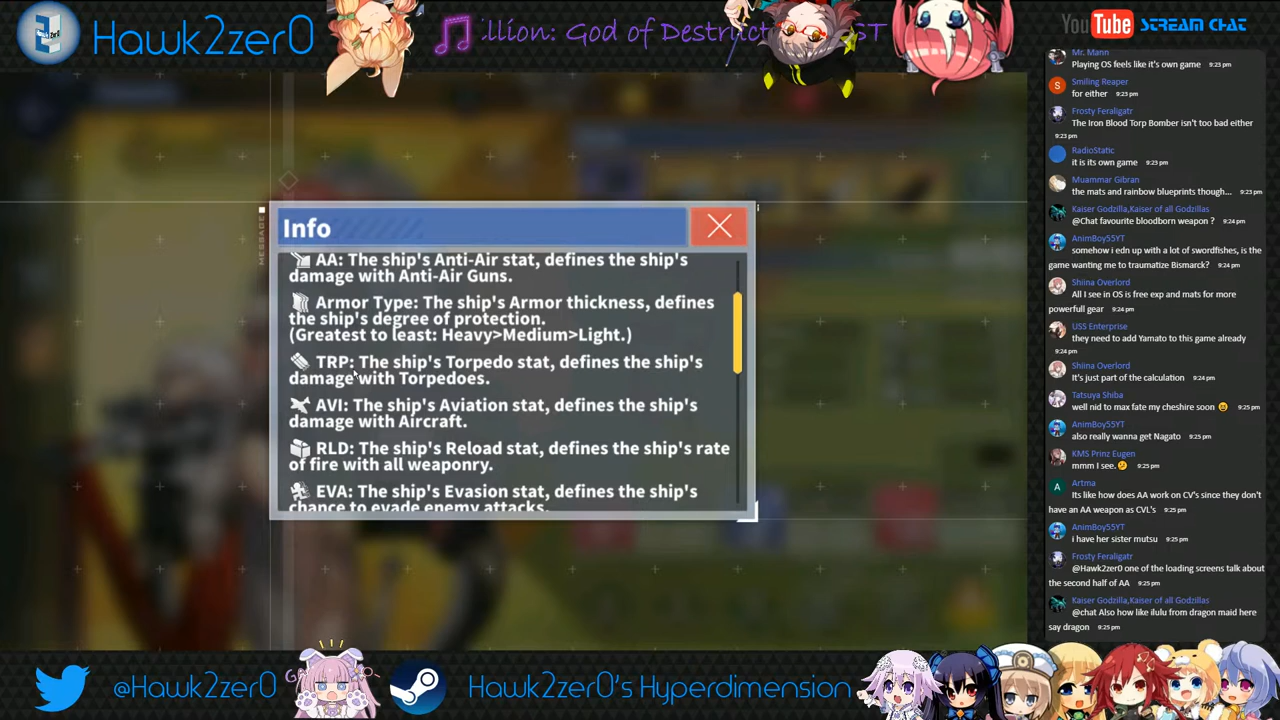 Hawk2zer0
illion: God of Destruc
ST
YouTube STREAM CHAT
MESSAGE
Info
AA: The ship's Anti-Air stat, defines the ship's
damage with Anti-Air Guns.
Armor Type: The ship's Armor thickness, defines
the ship's degree of protection.
(Greatest to least: Heavy>Medium>Light.)
TRP: The ship's Torpedo stat, defines the ship's
damage with Torpedoes.
AVI: The ship's Aviation stat, defines the ship's
damage with Aircraft.
RLD: The ship's Reload stat, defines the ship's rate
of fire with all weaponry.
EVA: The ship's Evasion stat, defines the ship's
chance to evade enemy attacks.
Mr. Mann
Playing OS feels like it's own game 9:23 pm
S
Smiling Reaper
for either 9:23 pm
Frosty Feraligatr
The Iron Blood Torp Bomber isn't too bad either
9:23 pm
RadioStatic
it is its own game 9:23 pm
Muammar Gibran
the mats and rainbow blueprints though... 9:23 pm
Kaiser Godzilla,Kaiser of all Godzillas
@Chat favourite bloodborn weapon ? 9:24 pm
AnimBoy55YT
somehow i edn up with a lot of swordfishes, is the
game wanting me to traumatize Bismarck? 9:24 pm
Shiina Overlord
All I see in OS is free exp and mats for more
powerfull gear 9:24 pm
USS Enterprise
they need to add Yamato to this game already
9:24 pm
Shiina Overlord
It's just part of the calculation 9:24 pm
Tatsuya Shiba
well nid to max fate my cheshire soon 9:25 pm
AnimBoy55YT
also really wanna get Nagato 9:25 pm
KMS Prinz Eugen
mmm I see. 9:25 pm
A
Artma
Its like how does AA work on CV's since they don't
have an AA weapon as CVL's 9:25 pm
AnimBoy55YT
i have her sister mutsu 9:25 pm
Frosty Feraligatr
@Hawk2zer0 one of the loading screens talk about
the second half of AA 9:25 pm
Kaiser Godzilla,Kaiser of all Godzillas
@chat Also how like ilulu from dragon maid here
say dragon 9:25 pm
@Hawk2zer0
Hawk2zer0's Hyperdimension